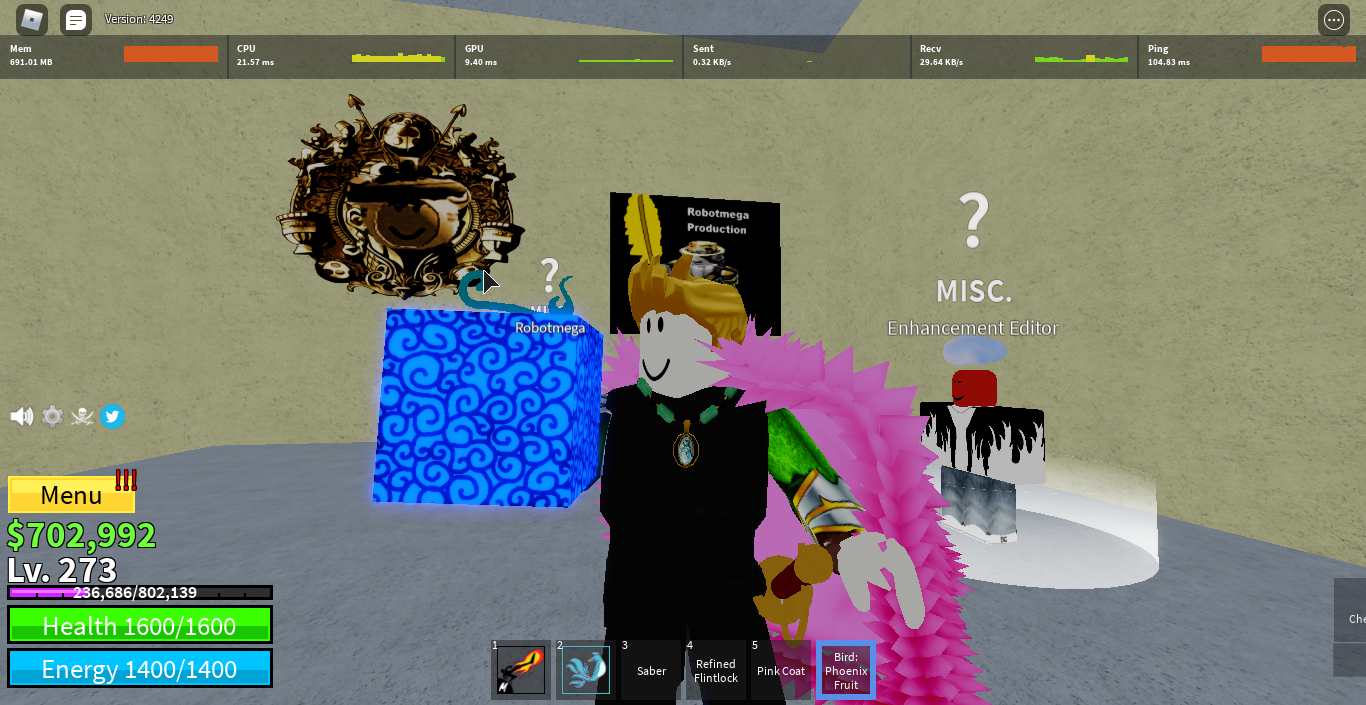 Version: 4249
Mem
691.01 MB
CPU
21.57 ms
GPU
9.40 ms
Sent
0.32 KB/s
Recv
29.64 KB/s
Ping
104.83 ms
Robotmega
Production
?
?
MISC.
Enhancement Editor
Robotmega
Menu
!!!
$702,992
Lv. 273
236,686/802,139
Health 1600/1600
Energy 1400/1400
1
2
3
Saber
4
Refined
Flintlock
5
Pink Coat
Bird:
Phoenix
Fruit